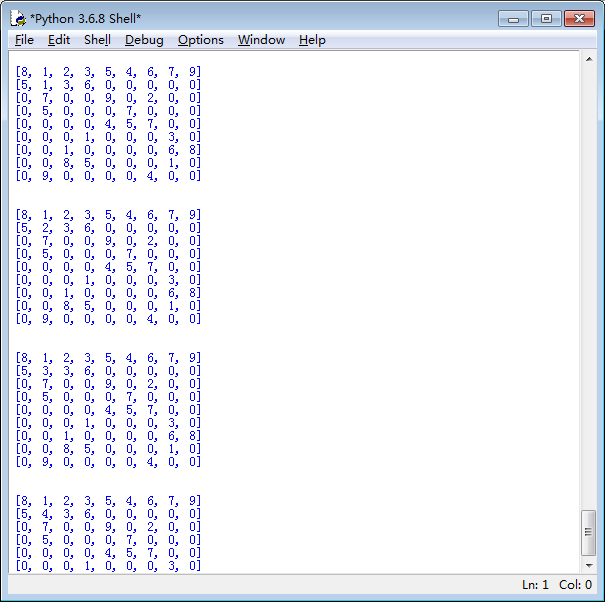 *Python 3.6.8 Shell*
File Edit Shell Debug Options Window Help
[8, 1, 2, 3, 5, 4, 6, 7, 9]
[5, 1, 3, 6, 0, 0, 0, 0, 0]
[0, 7, 0, 0, 9, 0, 2, 0, 0]
[0, 5, 0, 0, 0, 7, 0, 0, 0]
[0, 0, 0, 0, 4, 5, 7, 0, 0]
[0, 0, 0, 1, 0, 0, 0, 3, 0]
[0, 0, 1, 0, 0, 0, 0, 6, 8]
[0, 0, 8, 5, 0, 0, 0, 1, 0]
[0, 9, 0, 0, 0, 0, 4, 0, 0]
[8, 1, 2, 3, 5, 4, 6, 7, 9]
[5, 2, 3, 6, 0, 0, 0, 0, 0]
[0, 7, 0, 0, 9, 0, 2, 0, 0]
[0, 5, 0, 0, 0, 7, 0, 0, 0]
[0, 0, 0, 0, 4, 5, 7, 0, 0]
[0, 0, 0, 1, 0, 0, 0, 3, 0]
[0, 0, 1, 0, 0, 0, 0, 6, 8]
[0, 0, 8, 5, 0, 0, 0, 1, 0]
[0, 9, 0, 0, 0, 0, 4, 0, 0]
[8, 1, 2, 3, 5, 4, 6, 7, 9]
[5, 3, 3, 6, 0, 0, 0, 0, 0]
[0, 7, 0, 0, 9, 0, 2, 0, 0]
[0, 5, 0, 0, 0, 7, 0, 0, 0]
[0, 0, 0, 0, 4, 5, 7, 0, 0]
[0, 0, 0, 1, 0, 0, 0, 3, 0]
[0, 0, 1, 0, 0, 0, 0, 6, 8]
[0, 0, 8, 5, 0, 0, 0, 1, 0]
[0, 9, 0, 0, 0, 0, 4, 0, 0]
[8, 1, 2, 3, 5, 4, 6, 7, 9]
[5, 4, 3, 6, 0, 0, 0, 0, 0]
[0, 7, 0, 0, 9, 0, 2, 0, 0]
[0, 5, 0, 0, 0, 7, 0, 0, 0]
[0, 0, 0, 0, 4, 5, 7, 0, 0]
[0, 0, 0, 1, 0, 0, 0, 3, 0]
Ln: 1 Col: 0